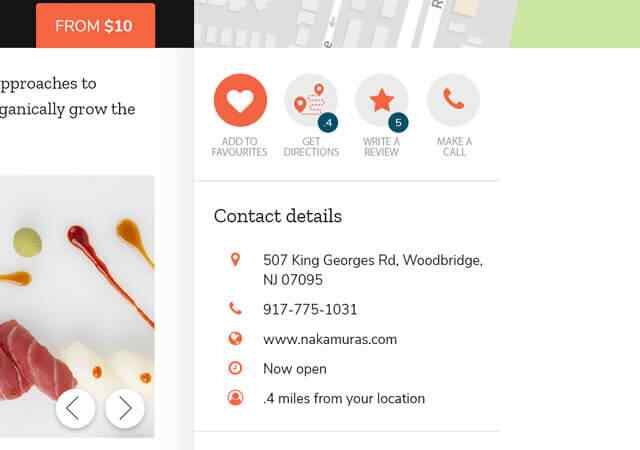 FROM $10
pproaches to
ganically grow the
R
e
.4
5
ADD TO
FAVOURITES
GET
DIRECTIONS
WRITE A
REVIEW
MAKE A
CALL
Contact details
507 King Georges Rd, Woodbridge,
NJ 07095
917-775-1031
www.nakamuras.com
Now open
.4 miles from your location